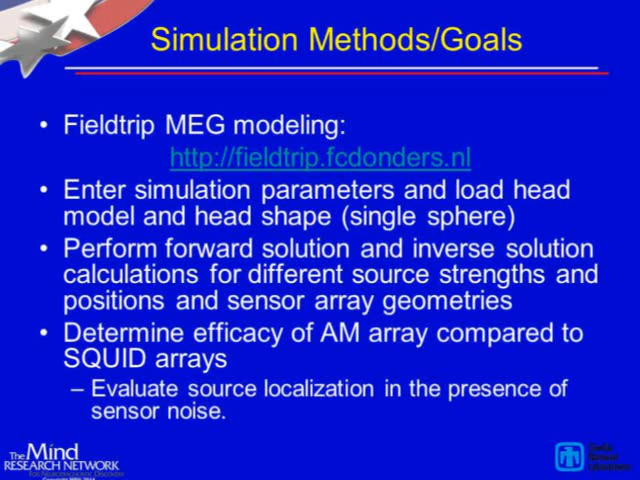 Simulation Methods/Goals
• Fieldtrip MEG modeling:
http://fieldtrip.fcdonders.nl
• Enter simulation parameters and load head
model and head shape (single sphere)
• Perform forward solution and inverse solution
calculations for different source strengths and
positions and sensor array geometries
• Determine efficacy of AM array compared to
SQUID arrays
– Evaluate source localization in the presence of
sensor noise.
The Mind
RESEARCH NETWORK
FOR NEURODIAGNOSTIC DISCOVERY